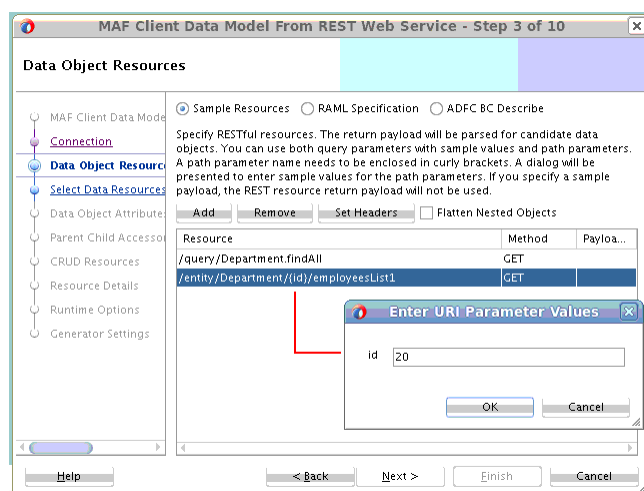 MAF Client Data Model From REST Web Service - Step 3 of 10
Data Object Resources
MAF Client Data Mode
Connection
Data Object Resourc
Select Data Resources
Data Object Attribute
Parent Child Accesso
CRUD Resources
Resource Details
Runtime Options
Generator Settings
Sample Resources RAML Specification ADFC BC Describe
Specify RESTful resources. The return payload will be parsed for candidate data
objects. You can use both query parameters with sample values and path parameters.
A path parameter name needs to be enclosed in curly brackets. A dialog will be
presented to enter sample values for the path parameters. If you specify a sample
payload, the REST resource return payload will not be used.
Add Remove Set Headers Flatten Nested Objects
Resource Method Payloa...
/query/Department.findAll GET
/entity/Department/{id}/employeesList1 GET
Enter URI Parameter Values
id 20
OK Cancel
Help < Back Next > Finish Cancel